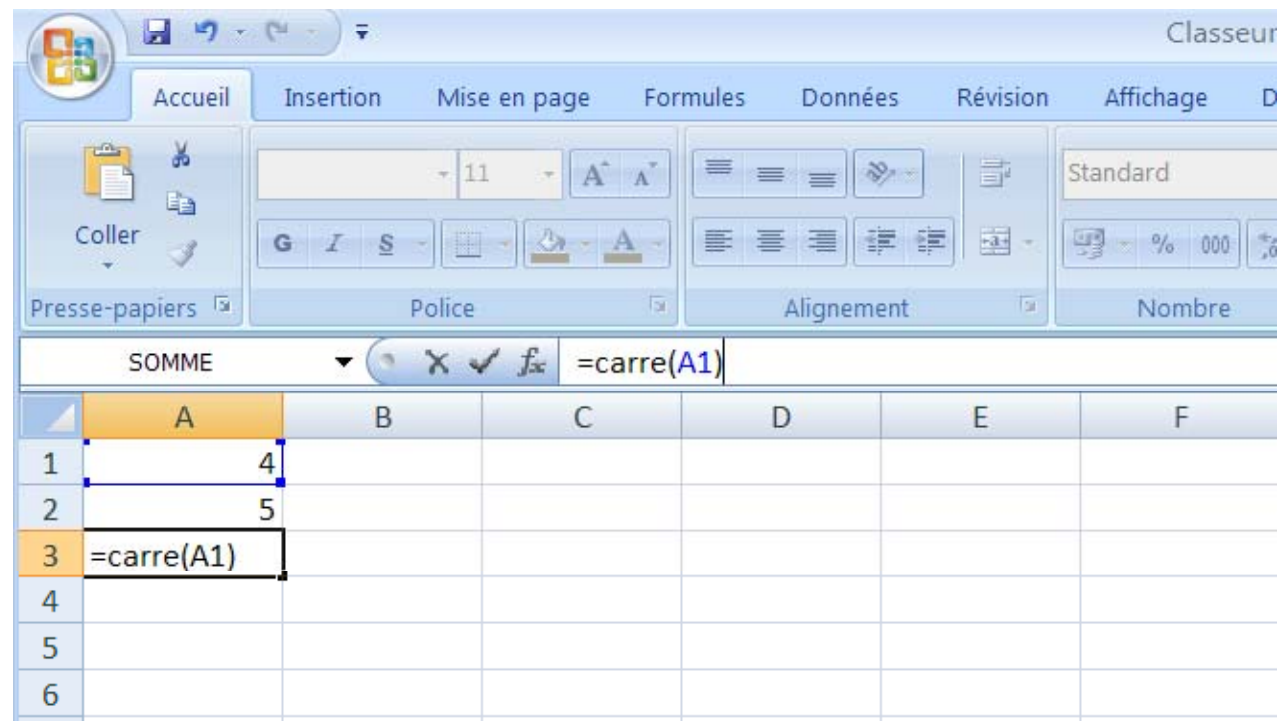 Classeur
Accueil Insertion Mise en page Formules Données Révision Affichage D
11 A A Standard
Coller G I S A % 000
Presse-papiers Police Alignement Nombre
SOMME fx =carre(A1)
A B C D E F
1 4
2 5
3 =carre(A1)
4
5
6